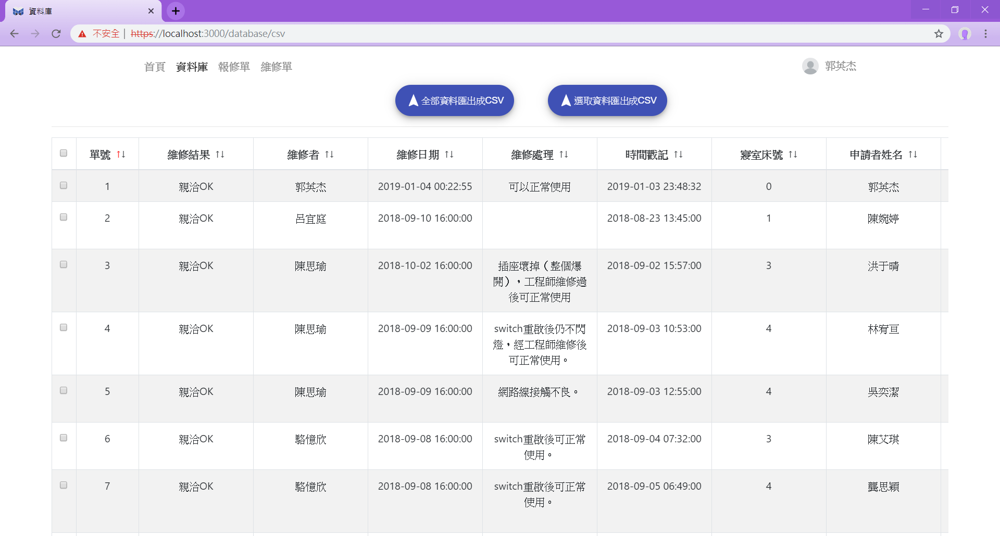 資料庫
不安全 | https://localhost:3000/database/csv
首頁 資料庫 報修單 維修單 郭英杰
全部資料匯出成CSV 選取資料匯出成CSV
單號 ↑↓ 維修結果 ↑↓ 維修者 ↑↓ 維修日期 ↑↓ 維修處理 ↑↓ 時間戳記 ↑↓ 寢室床號 ↑↓ 申請者姓名 ↑↓
1 親洽OK 郭英杰 2019-01-04 00:22:55 可以正常使用 2019-01-03 23:48:32 0 郭英杰
2 親洽OK 呂宜庭 2018-09-10 16:00:00 2018-08-23 13:45:00 1 陳婉婷
3 親洽OK 陳思瑜 2018-10-02 16:00:00 插座壞掉（整個爆 2018-09-02 15:57:00 3 洪于晴
開），工程師維修過
後可正常使用
4 親洽OK 陳思瑜 2018-09-09 16:00:00 switch重啟後仍不閃 2018-09-03 10:53:00 4 林宥亘
燈，經工程師維修後
可正常使用。
5 親洽OK 陳思瑜 2018-09-09 16:00:00 網路線接觸不良。 2018-09-03 12:55:00 4 吳奕潔
6 親洽OK 駱憶欣 2018-09-08 16:00:00 switch重啟後可正常 2018-09-04 07:32:00 3 陳艾琪
使用。
7 親洽OK 駱憶欣 2018-09-08 16:00:00 switch重啟後可正常 2018-09-05 06:49:00 4 龔思穎
使用。